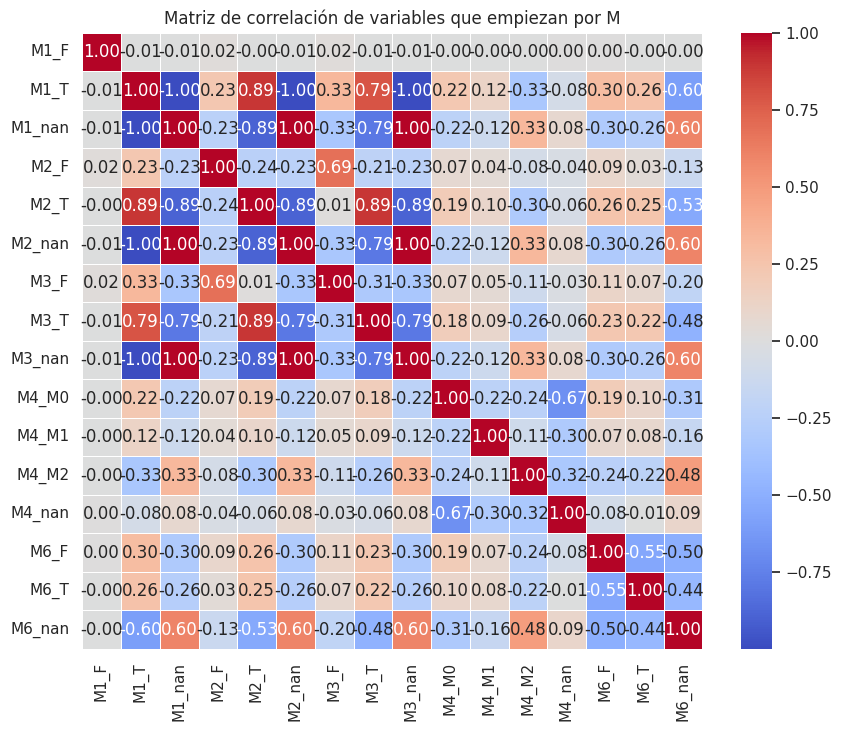 Matriz de correlación de variables que empiezan por M
M1_F 1.00 -0.01 -0.01 0.02 -0.00 -0.01 0.02 -0.01 -0.01 -0.00 -0.00 -0.00 0.00 0.00 -0.00 -0.00
M1_T -0.01 1.00 -1.00 0.23 0.89 -1.00 0.33 0.79 -1.00 0.22 0.12 -0.33 -0.08 0.30 0.26 -0.60
M1_nan -0.01 -1.00 1.00 -0.23 -0.89 1.00 -0.33 -0.79 1.00 -0.22 -0.12 0.33 0.08 -0.30 -0.26 0.60
M2_F 0.02 0.23 -0.23 1.00 -0.24 -0.23 0.69 -0.21 -0.23 0.07 0.04 -0.08 -0.04 0.09 0.03 -0.13
M2_T -0.00 0.89 -0.89 -0.24 1.00 -0.89 0.01 0.89 -0.89 0.19 0.10 -0.30 -0.06 0.26 0.25 -0.53
M2_nan -0.01 -1.00 1.00 -0.23 -0.89 1.00 -0.33 -0.79 1.00 -0.22 -0.12 0.33 0.08 -0.30 -0.26 0.60
M3_F 0.02 0.33 -0.33 0.69 0.01 -0.33 1.00 -0.31 -0.33 0.07 0.05 -0.11 -0.03 0.11 0.07 -0.20
M3_T -0.01 0.79 -0.79 -0.21 0.89 -0.79 -0.31 1.00 -0.79 0.18 0.09 -0.26 -0.06 0.23 0.22 -0.48
M3_nan -0.01 -1.00 1.00 -0.23 -0.89 1.00 -0.33 -0.79 1.00 -0.22 -0.12 0.33 0.08 -0.30 -0.26 0.60
M4_M0 -0.00 0.22 -0.22 0.07 0.19 -0.22 0.07 0.18 -0.22 1.00 -0.22 -0.24 -0.67 0.19 0.10 -0.31
M4_M1 -0.00 0.12 -0.12 0.04 0.10 -0.12 0.05 0.09 -0.12 -0.22 1.00 -0.11 -0.30 0.07 0.08 -0.16
M4_M2 -0.00 -0.33 0.33 -0.08 -0.30 0.33 -0.11 -0.26 0.33 -0.24 -0.11 1.00 -0.32 -0.24 -0.22 0.48
M4_nan 0.00 -0.08 0.08 -0.04 -0.06 0.08 -0.03 -0.06 0.08 -0.67 -0.30 -0.32 1.00 -0.08 -0.01 0.09
M6_F 0.00 0.30 -0.30 0.09 0.26 -0.30 0.11 0.23 -0.30 0.19 0.07 -0.24 -0.08 1.00 -0.55 -0.50
M6_T -0.00 0.26 -0.26 0.03 0.25 -0.26 0.07 0.22 -0.26 0.10 0.08 -0.22 -0.01 -0.55 1.00 -0.44
M6_nan -0.00 -0.60 0.60 -0.13 -0.53 0.60 -0.20 -0.48 0.60 -0.31 -0.16 0.48 0.09 -0.50 -0.44 1.00
M1_F M1_T M1_nan M2_F M2_T M2_nan M3_F M3_T M3_nan M4_M0 M4_M1 M4_M2 M4_nan M6_F M6_T M6_nan
1.00
0.75
0.50
0.25
0.00
-0.25
-0.50
-0.75